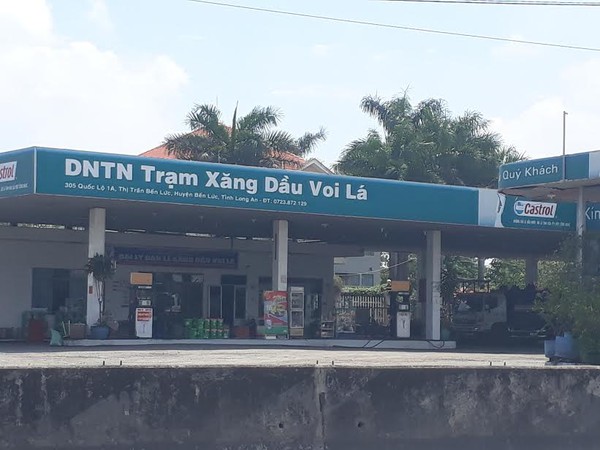 DNTN Trạm Xăng Dầu Voi Lá
305 Quốc Lộ 1A, Thị Trấn Bến Lức, Huyện Bến Lức, Tỉnh Long An - ĐT: 0723.872.129
Castrol
Quý Khách
Castrol
Kín